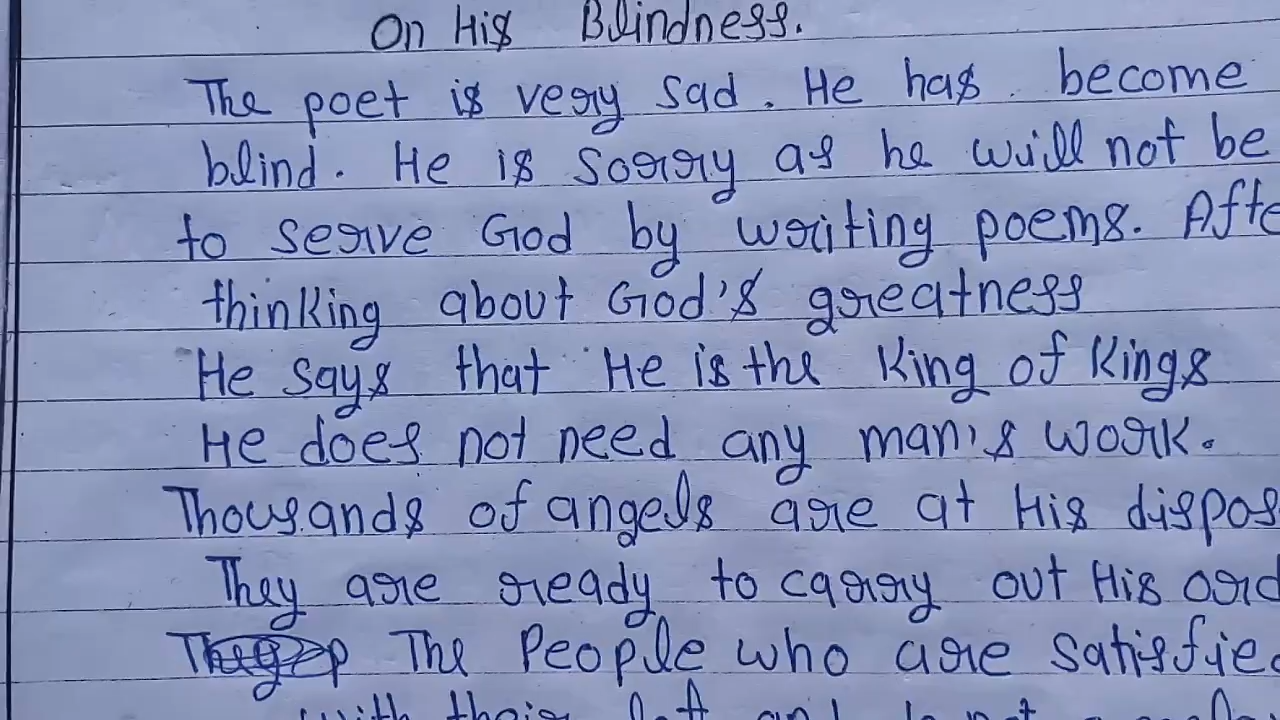 On His Blindness.
The poet is very sad. He has become
blind. He is sorry as he will not be
to serve God by writing poems. Afte
thinking about God's greatness
He says that He is the King of Kings
He does not need any man's work.
Thousands of angels are at His dispos
They are ready to carry out His ord
The People who are satisfied
with their